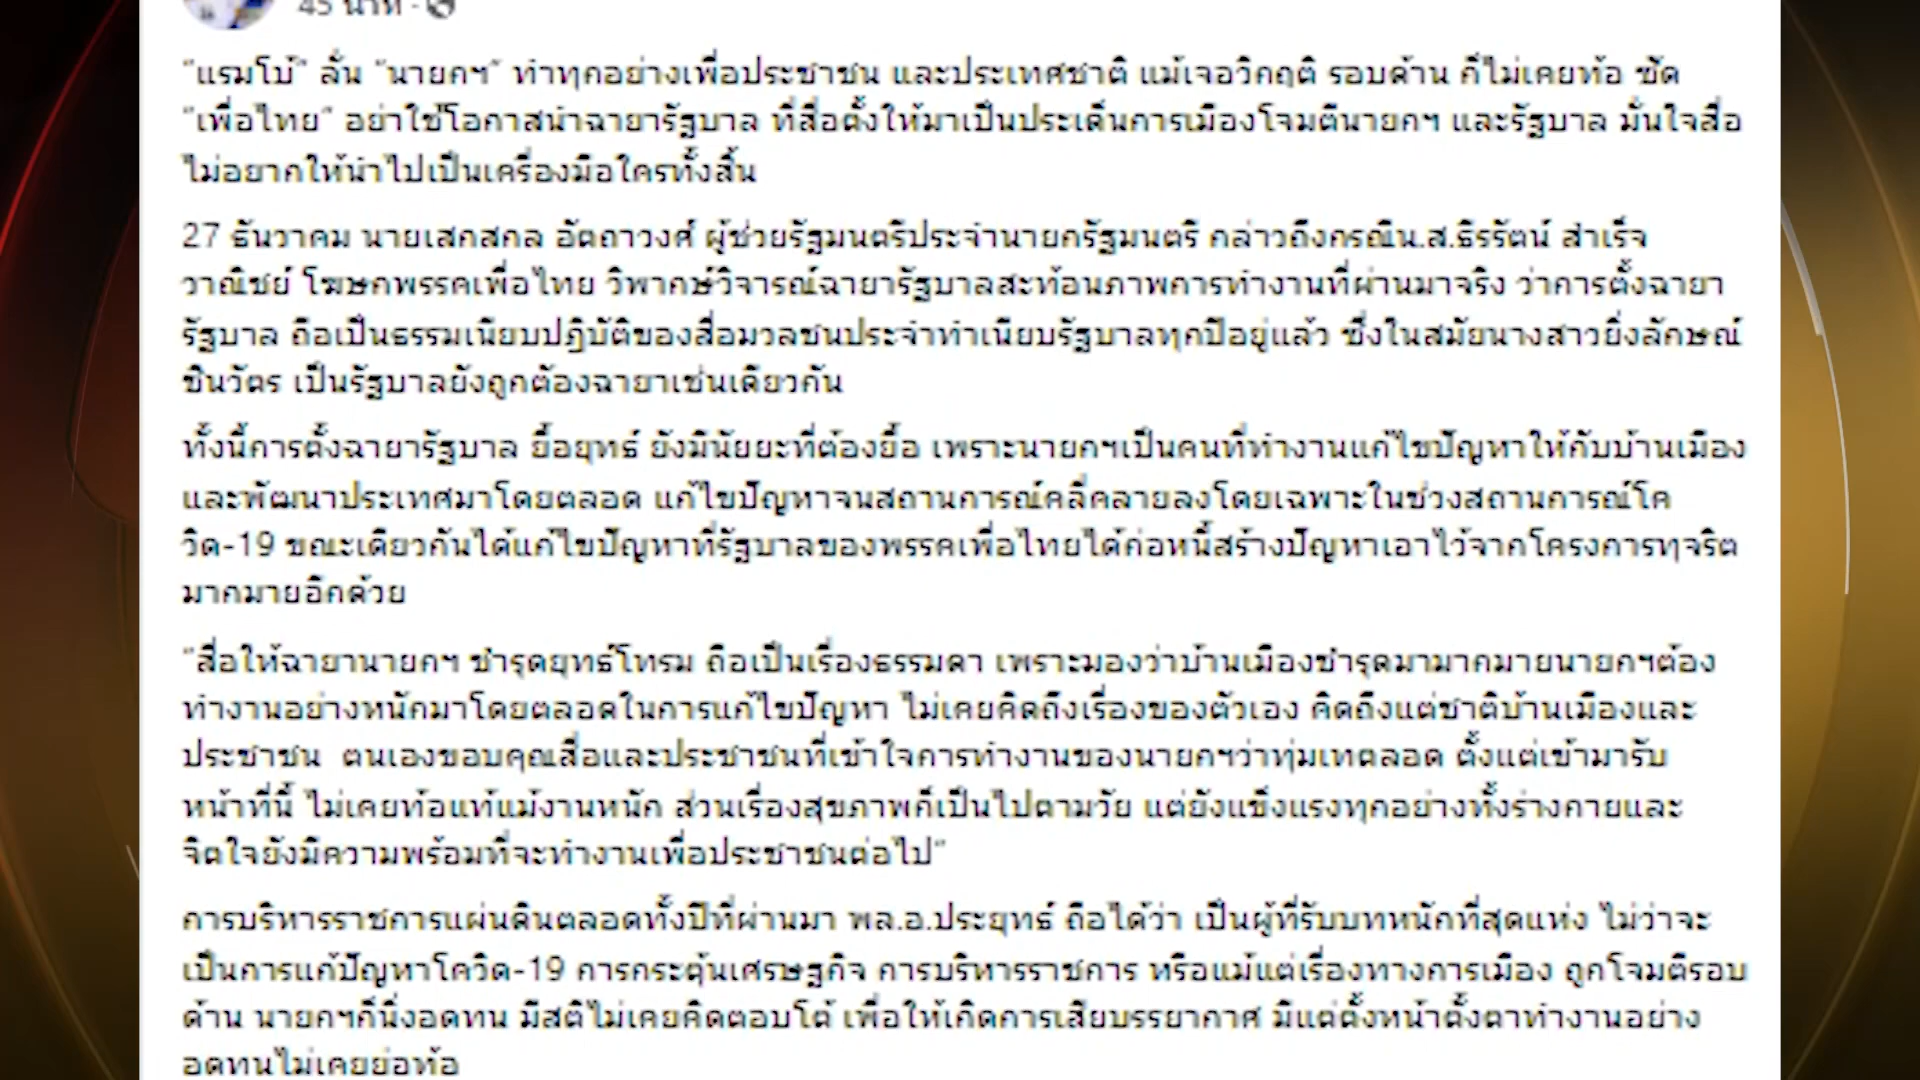 45 นาที ·
“แรมโบ้” ลั่น “นายกฯ” ทำทุกอย่างเพื่อประชาชน และประเทศชาติ แม้เจอวิกฤติ รอบด้าน ก็ไม่เคยท้อ ขัด
“เพื่อไทย” อย่าใช้โอกาสนำฉายารัฐบาล ที่สื่อตั้งให้มาเป็นประเด็นการเมืองโจมตีนายกฯ และรัฐบาล มั่นใจสื่อ
ไม่อยากให้นำไปเป็นเครื่องมือใครทั้งสิ้น
27 ธันวาคม นายเสกสกล อัตถาวงศ์ ผู้ช่วยรัฐมนตรีประจำนายกรัฐมนตรี กล่าวถึงกรณีน.ส.ธีรรัตน์ สำเร็จ
วาณิชย์ โฆษกพรรคเพื่อไทย วิพากษ์วิจารณ์ฉายารัฐบาลสะท้อนภาพการทำงานที่ผ่านมาจริง ว่าการตั้งฉายา
รัฐบาล ถือเป็นธรรมเนียบปฏิบัติของสื่อมวลชนประจำทำเนียบรัฐบาลทุกปีอยู่แล้ว ซึ่งในสมัยนางสาวยิ่งลักษณ์
ชินวัตร เป็นรัฐบาลยังถูกต้องฉายาเช่นเดียวกัน
ทั้งนี้การตั้งฉายารัฐบาล ยื้อยุทธ์ ยังมีนัยยะที่ต้องยื้อ เพราะนายกฯเป็นคนที่ทำงานแก้ไขปัญหาให้กับบ้านเมือง
และพัฒนาประเทศมาโดยตลอด แก้ไขปัญหาจนสถานการณ์คลี่คลายลงโดยเฉพาะในช่วงสถานการณ์โค
วิด-19 ขณะเดียวกันได้แก้ไขปัญหาที่รัฐบาลของพรรคเพื่อไทยได้ก่อหนี้สร้างปัญหาเอาไว้จากโครงการทุจริต
มากมายอีกด้วย
“สื่อให้ฉายานายกฯ ชำรุดยุทธ์โทรม ถือเป็นเรื่องธรรมดา เพราะมองว่าบ้านเมืองชำรุดมามากมายนายกฯต้อง
ทำงานอย่างหนักมาโดยตลอดในการแก้ไขปัญหา ไม่เคยคิดถึงเรื่องของตัวเอง คิดถึงแต่ชาติบ้านเมืองและ
ประชาชน ตนเองขอบคุณสื่อและประชาชนที่เข้าใจการทำงานของนายกฯว่าทุ่มเทตลอด ตั้งแต่เข้ามารับ
หน้าที่นี้ ไม่เคยท้อแท้แม้งานหนัก ส่วนเรื่องสุขภาพก็เป็นไปตามวัย แต่ยังแข็งแรงทุกอย่างทั้งร่างกายและ
จิตใจยังมีความพร้อมที่จะทำงานเพื่อประชาชนต่อไป”
การบริหารราชการแผ่นดินตลอดทั้งปีที่ผ่านมา พล.อ.ประยุทธ์ ถือได้ว่า เป็นผู้ที่รับบทหนักที่สุดแห่ง ไม่ว่าจะ
เป็นการแก้ปัญหาโควิด-19 การกระตุ้นเศรษฐกิจ การบริหารราชการ หรือแม้แต่เรื่องทางการเมือง ถูกโจมตีรอบ
ด้าน นายกฯก็นิ่งอดทน มีสติไม่เคยคิดตอบโต้ เพื่อให้เกิดการเสียบรรยากาศ มีแต่ตั้งหน้าตั้งตาทำงานอย่าง
อดทนไม่เคยย่อท้อ